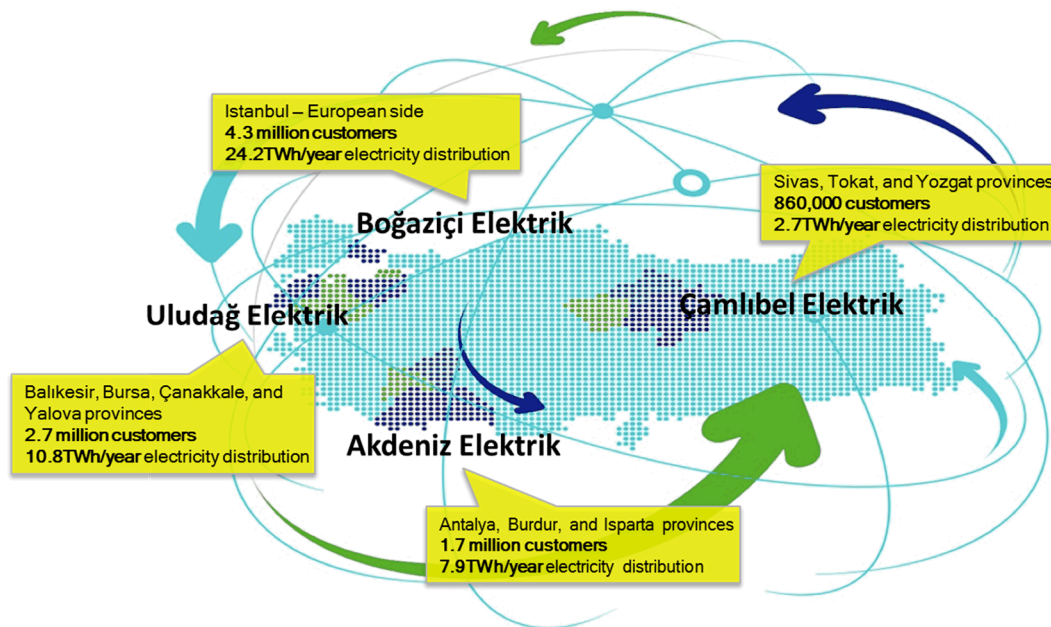 Istanbul – European side
4.3 million customers
24.2TWh/year electricity distribution
Sivas, Tokat, and Yozgat provinces
860,000 customers
2.7TWh/year electricity distribution
Boğaziçi Elektrik
Uludağ Elektrik
Çamlıbel Elektrik
Balıkesir, Bursa, Çanakkale, and
Yalova provinces
2.7 million customers
10.8TWh/year electricity distribution
Akdeniz Elektrik
Antalya, Burdur, and Isparta provinces
1.7 million customers
7.9TWh/year electricity distribution